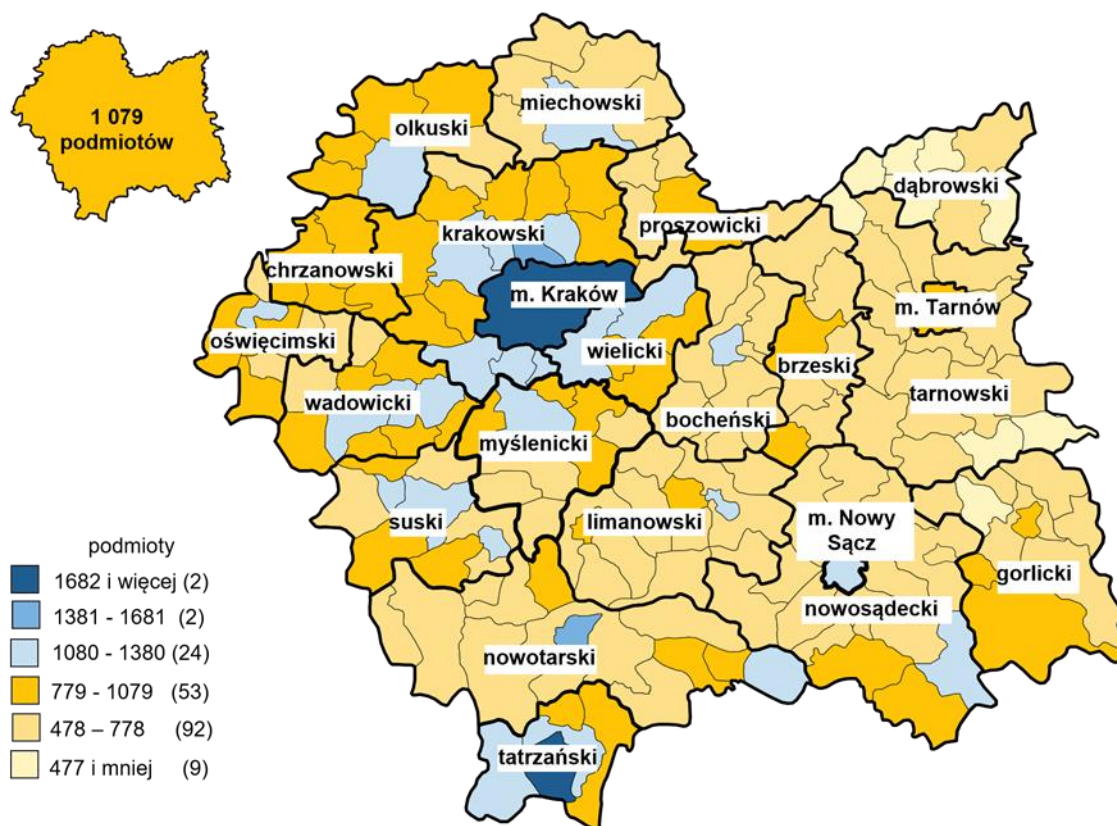 1 079
podmiotów
miechowski
olkuski
dąbrowski
proszowicki
krakowski
chrzanowski
m. Kraków
m. Tarnów
oświęcimski
wielicki
brzeski
tarnowski
wadowicki
bocheński
myślenicki
suski
limanowski
m. Nowy
Sącz
gorlicki
nowosądecki
nowotarski
tatrzański
podmioty
1682 i więcej (2)
1381 - 1681 (2)
1080 - 1380 (24)
779 - 1079 (53)
478 – 778 (92)
477 i mniej (9)